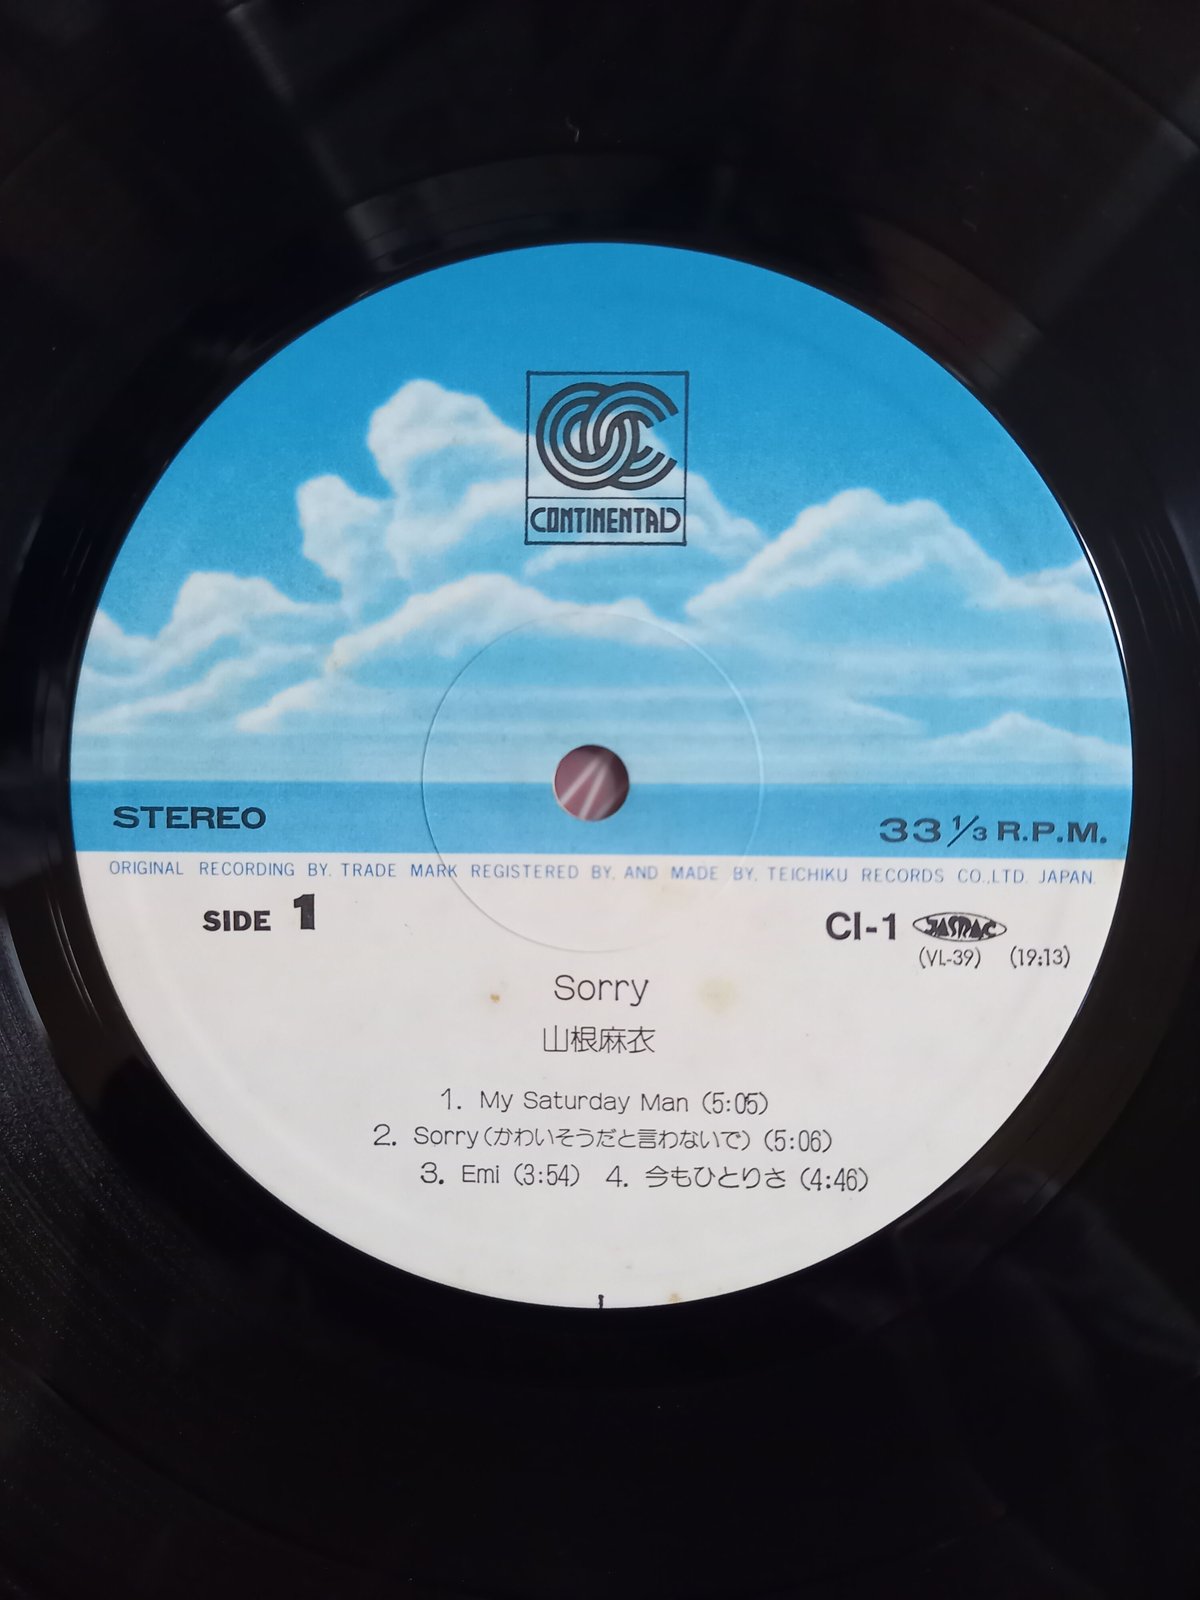 CONTINENTAL
STEREO
33 1/3 R.P.M.
ORIGINAL RECORDING BY. TRADE MARK REGISTERED BY, AND MADE BY, TEICHIKU RECORDS CO.,LTD. JAPAN.
SIDE 1
CI-1 JASRAC
(VL-39) (19:13)
Sorry
山根麻衣
1. My Saturday Man (5:05)
2. Sorry(かわいそうだと言わないで) (5:06)
3. Emi (3:54) 4. 今もひとりさ (4:46)